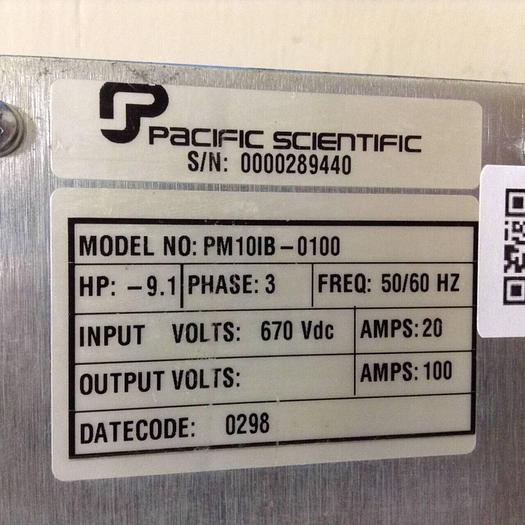 PACIFIC SCIENTIFIC
S/N: 0000289440
MODEL NO: PM10IB-0100
HP: -9.1 PHASE: 3 FREQ: 50/60 HZ
INPUT VOLTS: 670 Vdc AMPS: 20
OUTPUT VOLTS: AMPS: 100
DATECODE: 0298